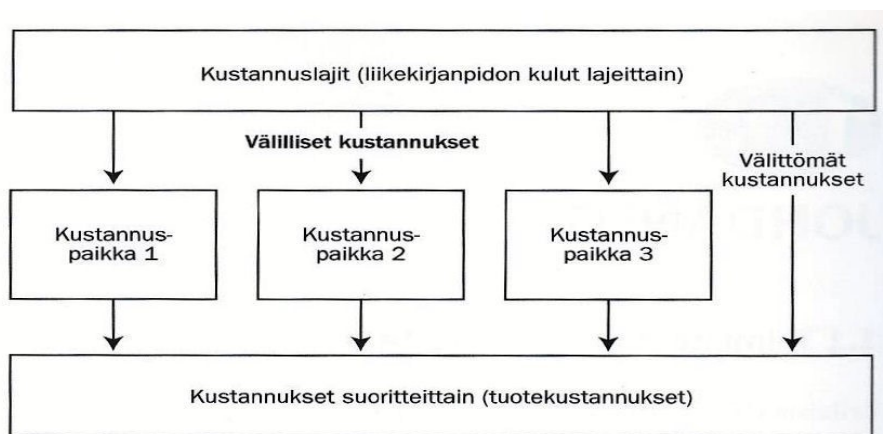 Kustannuslajit (liikekirjanpidon kulut lajeittain)
Välilliset kustannukset
Välittömät
kustannukset
Kustannus-
paikka 1
Kustannus-
paikka 2
Kustannus-
paikka 3
Kustannukset suoritteittain (tuotekustannukset)